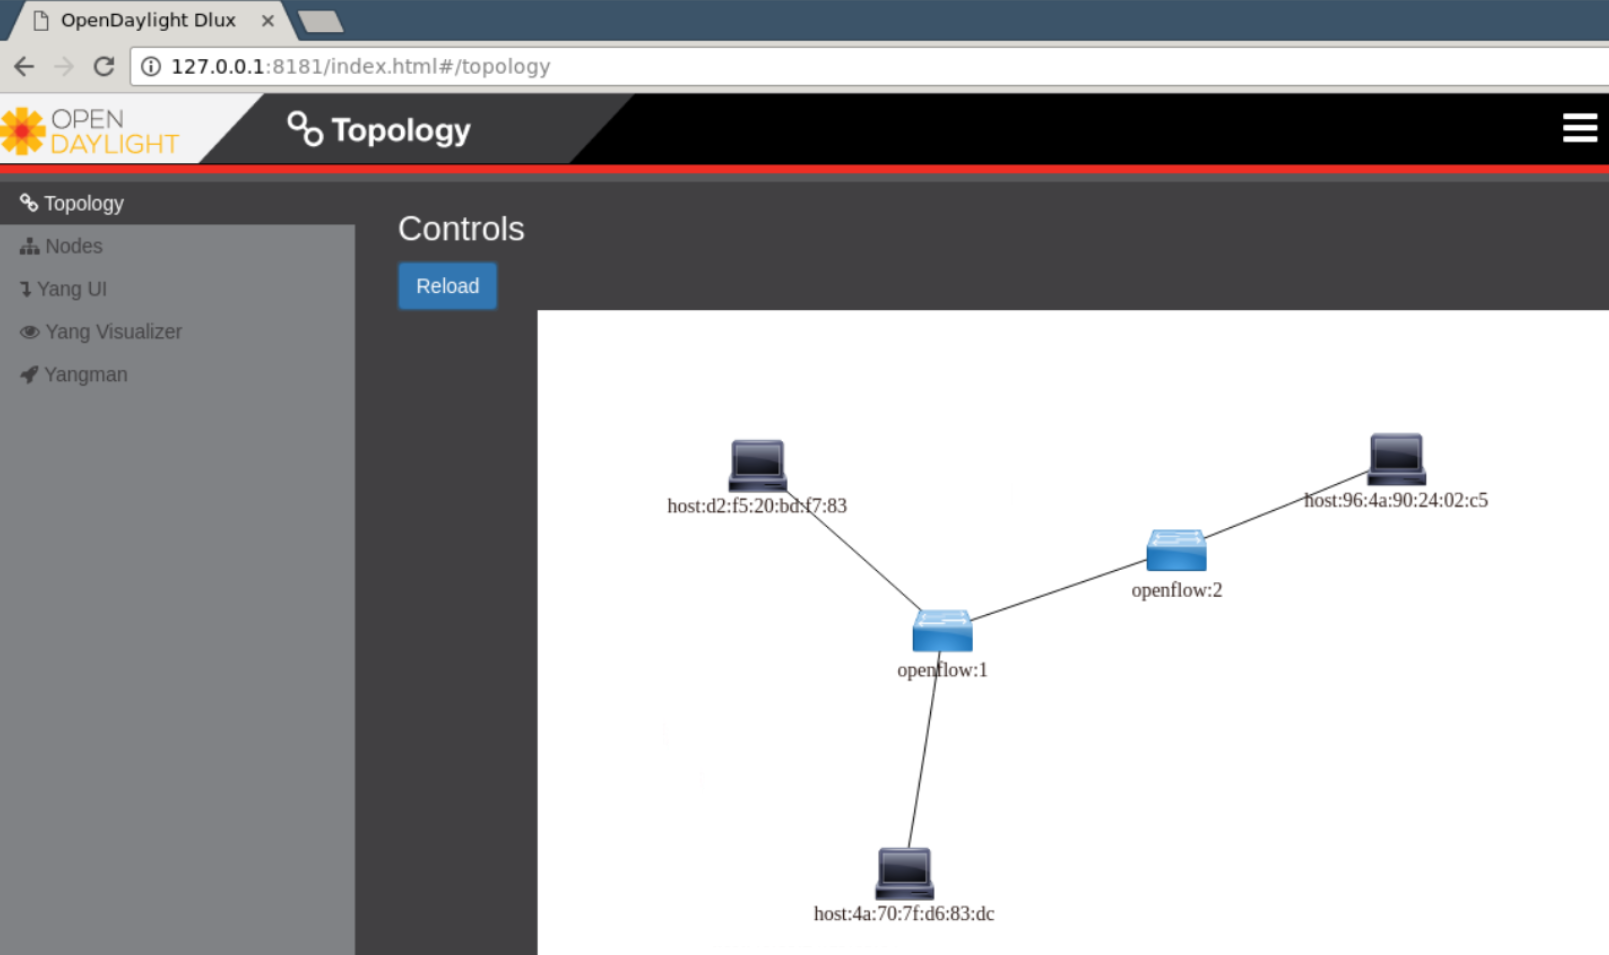 OpenDaylight Dlux
127.0.0.1:8181/index.html#/topology
OPEN
DAYLIGHT
Topology
Topology
Nodes
Yang UI
Yang Visualizer
Yangman
Controls
Reload
host:d2:f5:20:bd:f7:83
host:96:4a:90:24:02:c5
openflow:2
openflow:1
host:4a:70:7f:d6:83:dc